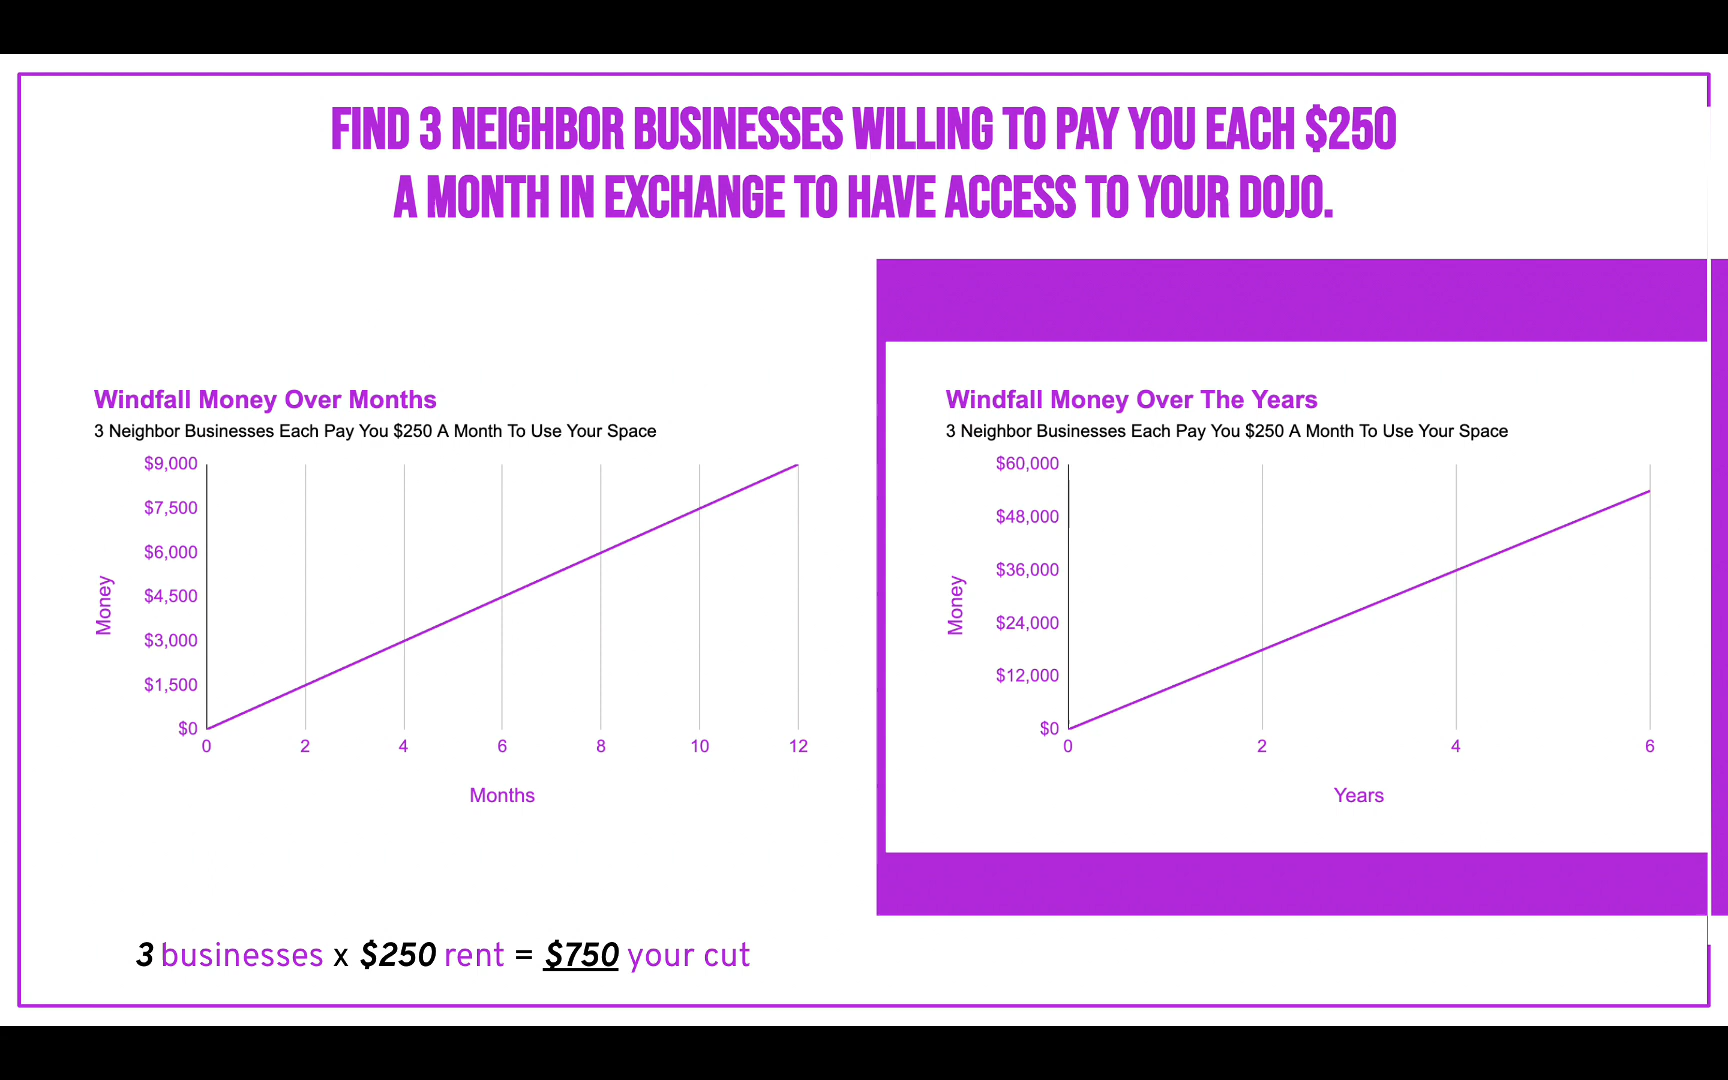 FIND 3 NEIGHBOR BUSINESSES WILLING TO PAY YOU EACH $250
A MONTH IN EXCHANGE TO HAVE ACCESS TO YOUR DOJO.
Windfall Money Over Months
3 Neighbor Businesses Each Pay You $250 A Month To Use Your Space
$9,000
$7,500
$6,000
$4,500
$3,000
$1,500
$0
Money
0 2 4 6 8 10 12
Months
Windfall Money Over The Years
3 Neighbor Businesses Each Pay You $250 A Month To Use Your Space
$60,000
$48,000
$36,000
$24,000
$12,000
$0
Money
0 2 4 6
Years
3 businesses x $250 rent = $750 your cut